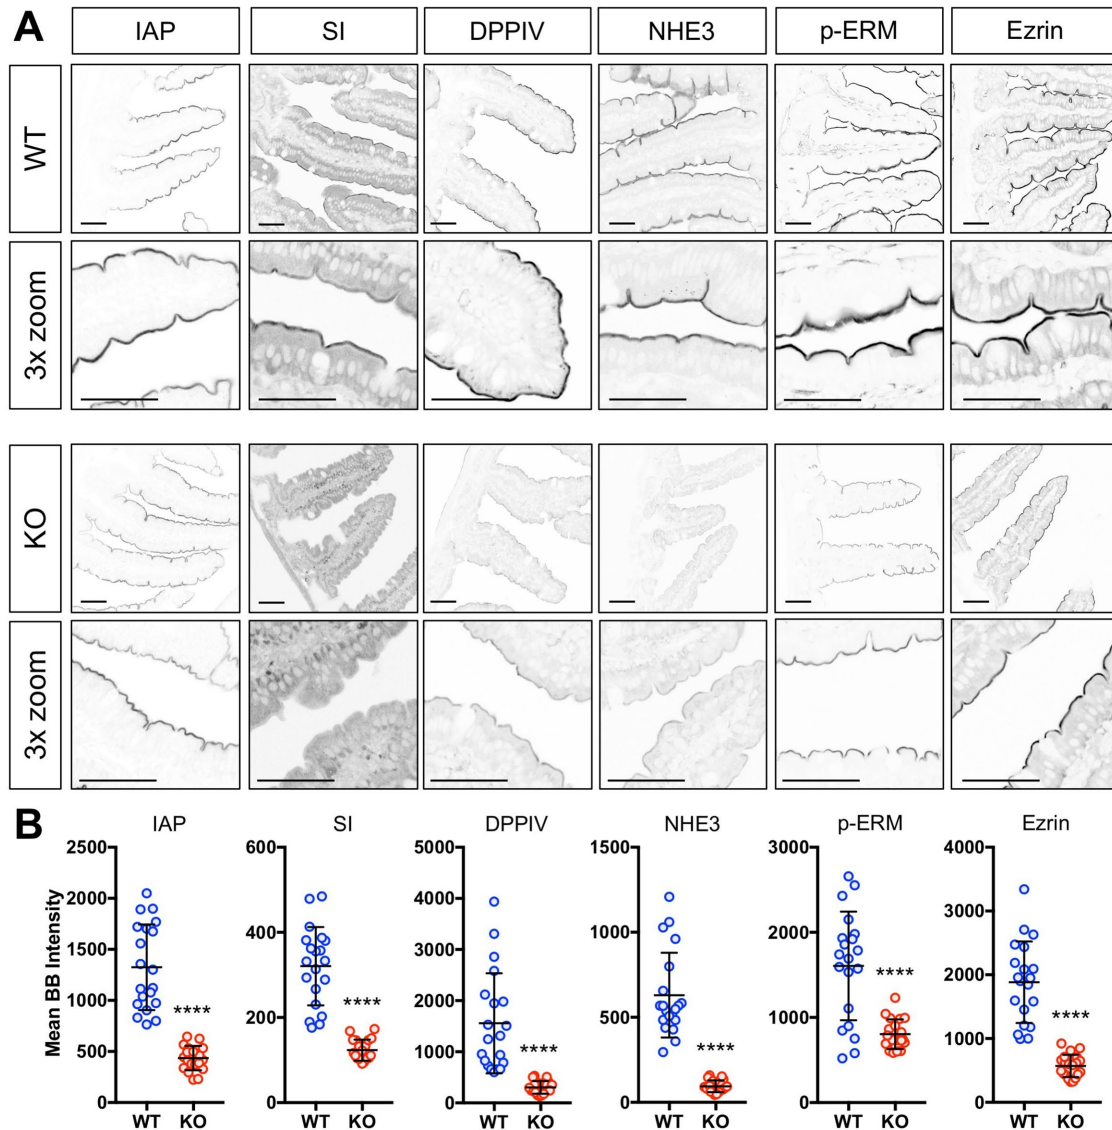 A
IAP SI DPPIV NHE3 p-ERM Ezrin
WT
3x zoom
KO
3x zoom
B
IAP SI DPPIV NHE3 p-ERM Ezrin
Mean BB Intensity
2500 600 5000 1500 3000 4000
2000 4000 3000
400 1000 2000
1500 3000 2000
1000 2000
200 500 1000
500 1000 1000
0 0 0 0 0 0
**** **** **** **** **** ****
WT KO WT KO WT KO WT KO WT KO WT KO